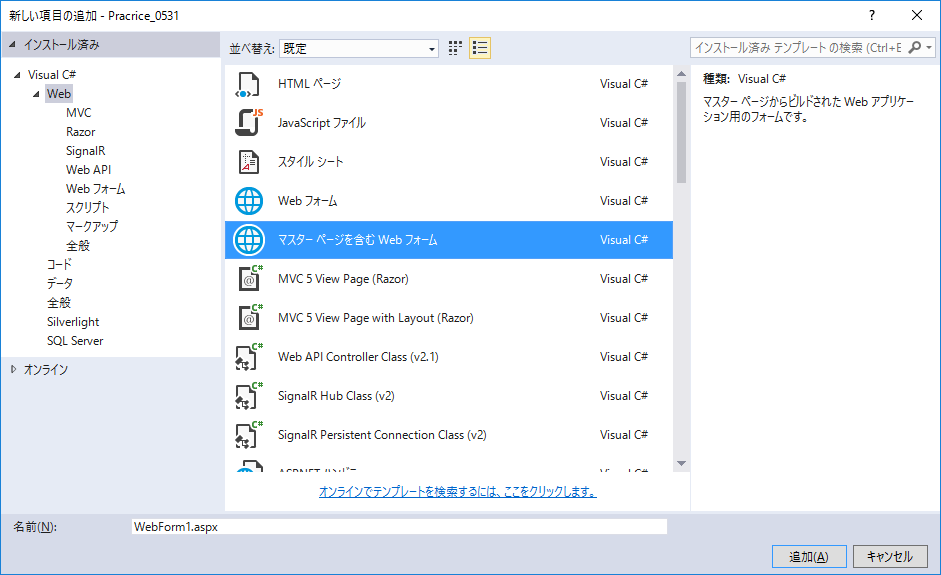 新しい項目の追加 - Pracrice_0531
?
インストール済み
並べ替え: 既定
インストール済み テンプレート の検索 (Ctrl+E
Visual C#
Web
MVC
Razor
SignalR
Web API
Web フォーム
スクリプト
マークアップ
全般
コード
データ
全般
Silverlight
SQL Server
オンライン
HTML ページ Visual C#
JavaScript ファイル Visual C#
スタイル シート Visual C#
Web フォーム Visual C#
マスター ページを含む Web フォーム Visual C#
MVC 5 View Page (Razor) Visual C#
MVC 5 View Page with Layout (Razor) Visual C#
Web API Controller Class (v2.1) Visual C#
SignalR Hub Class (v2) Visual C#
SignalR Persistent Connection Class (v2) Visual C#
オンラインでテンプレートを検索するには、ここをクリックします。
種類: Visual C#
マスター ページからビルドされた Web アプリケー
ション用のフォームです。
名前(N): WebForm1.aspx
追加(A) キャンセル